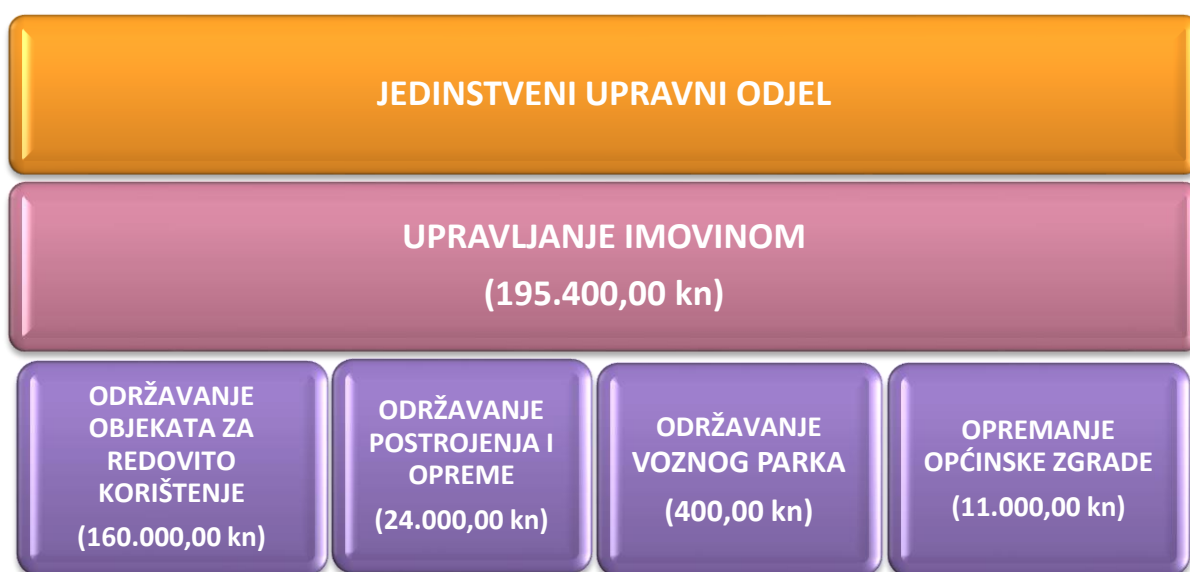 JEDINSTVENI UPRAVNI ODJEL
UPRAVLJANJE IMOVINOM
(195.400,00 kn)
ODRŽAVANJE
OBJEKATA ZA
REDOVITO
KORIŠTENJE
(160.000,00 kn)
ODRŽAVANJE
POSTROJENJA I
OPREME
(24.000,00 kn)
ODRŽAVANJE
VOZNOG PARKA
(400,00 kn)
OPREMANJE
OPĆINSKE ZGRADE
(11.000,00 kn)